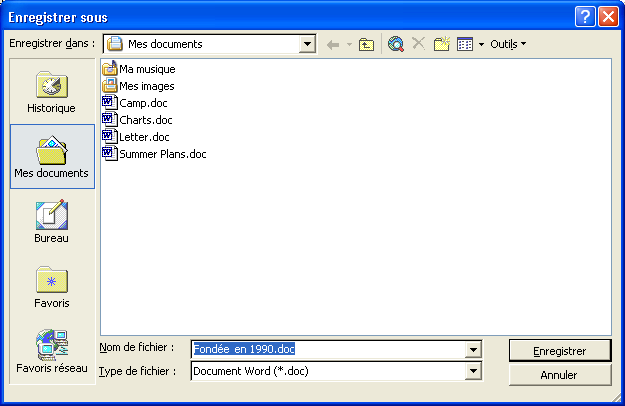 Enregistrer sous
Enregistrer dans :
Mes documents
Outils
Historique
Mes documents
Bureau
Favoris
Favoris réseau
Ma musique
Mes images
Camp.doc
Charts.doc
Letter.doc
Summer Plans.doc
Nom de fichier :
Fondée en 1990.doc
Enregistrer
Type de fichier :
Document Word (*.doc)
Annuler